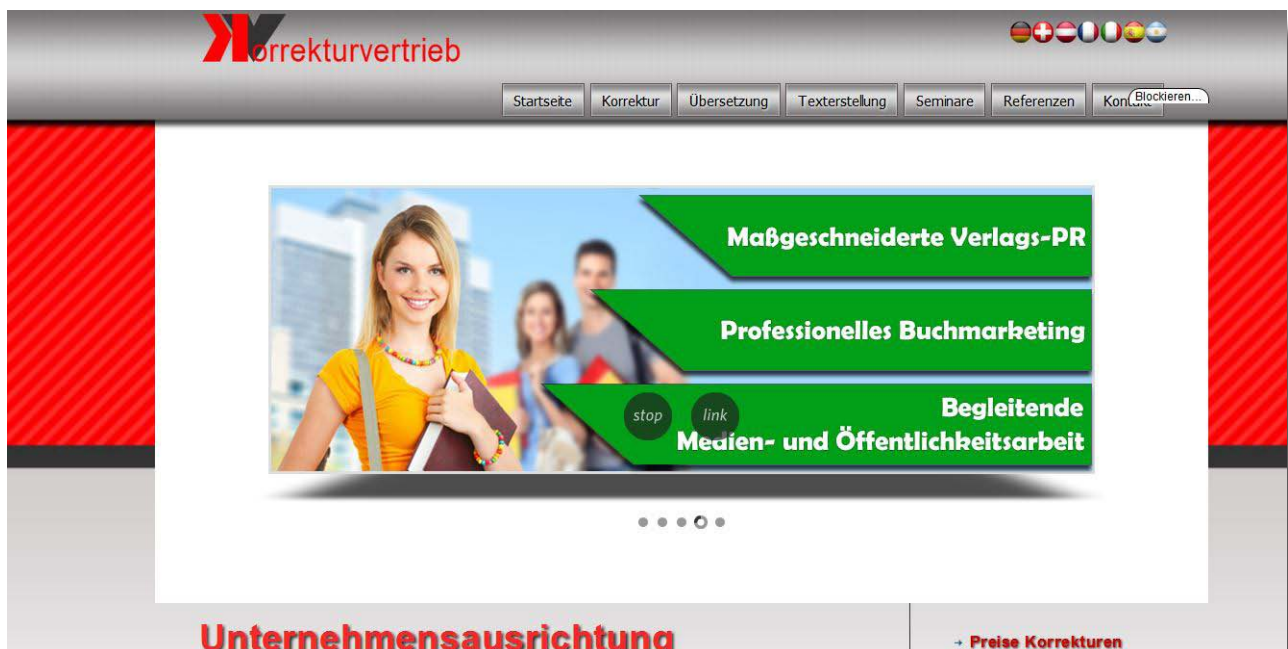 Korrekturvertrieb
Startseite Korrektur Übersetzung Texterstellung Seminare Referenzen Kontakt
Blockieren...
Maßgeschneiderte Verlags-PR
Professionelles Buchmarketing
Begleitende
Medien- und Öffentlichkeitsarbeit
stop link
Unternehmensausrichtung
Preise Korrekturen